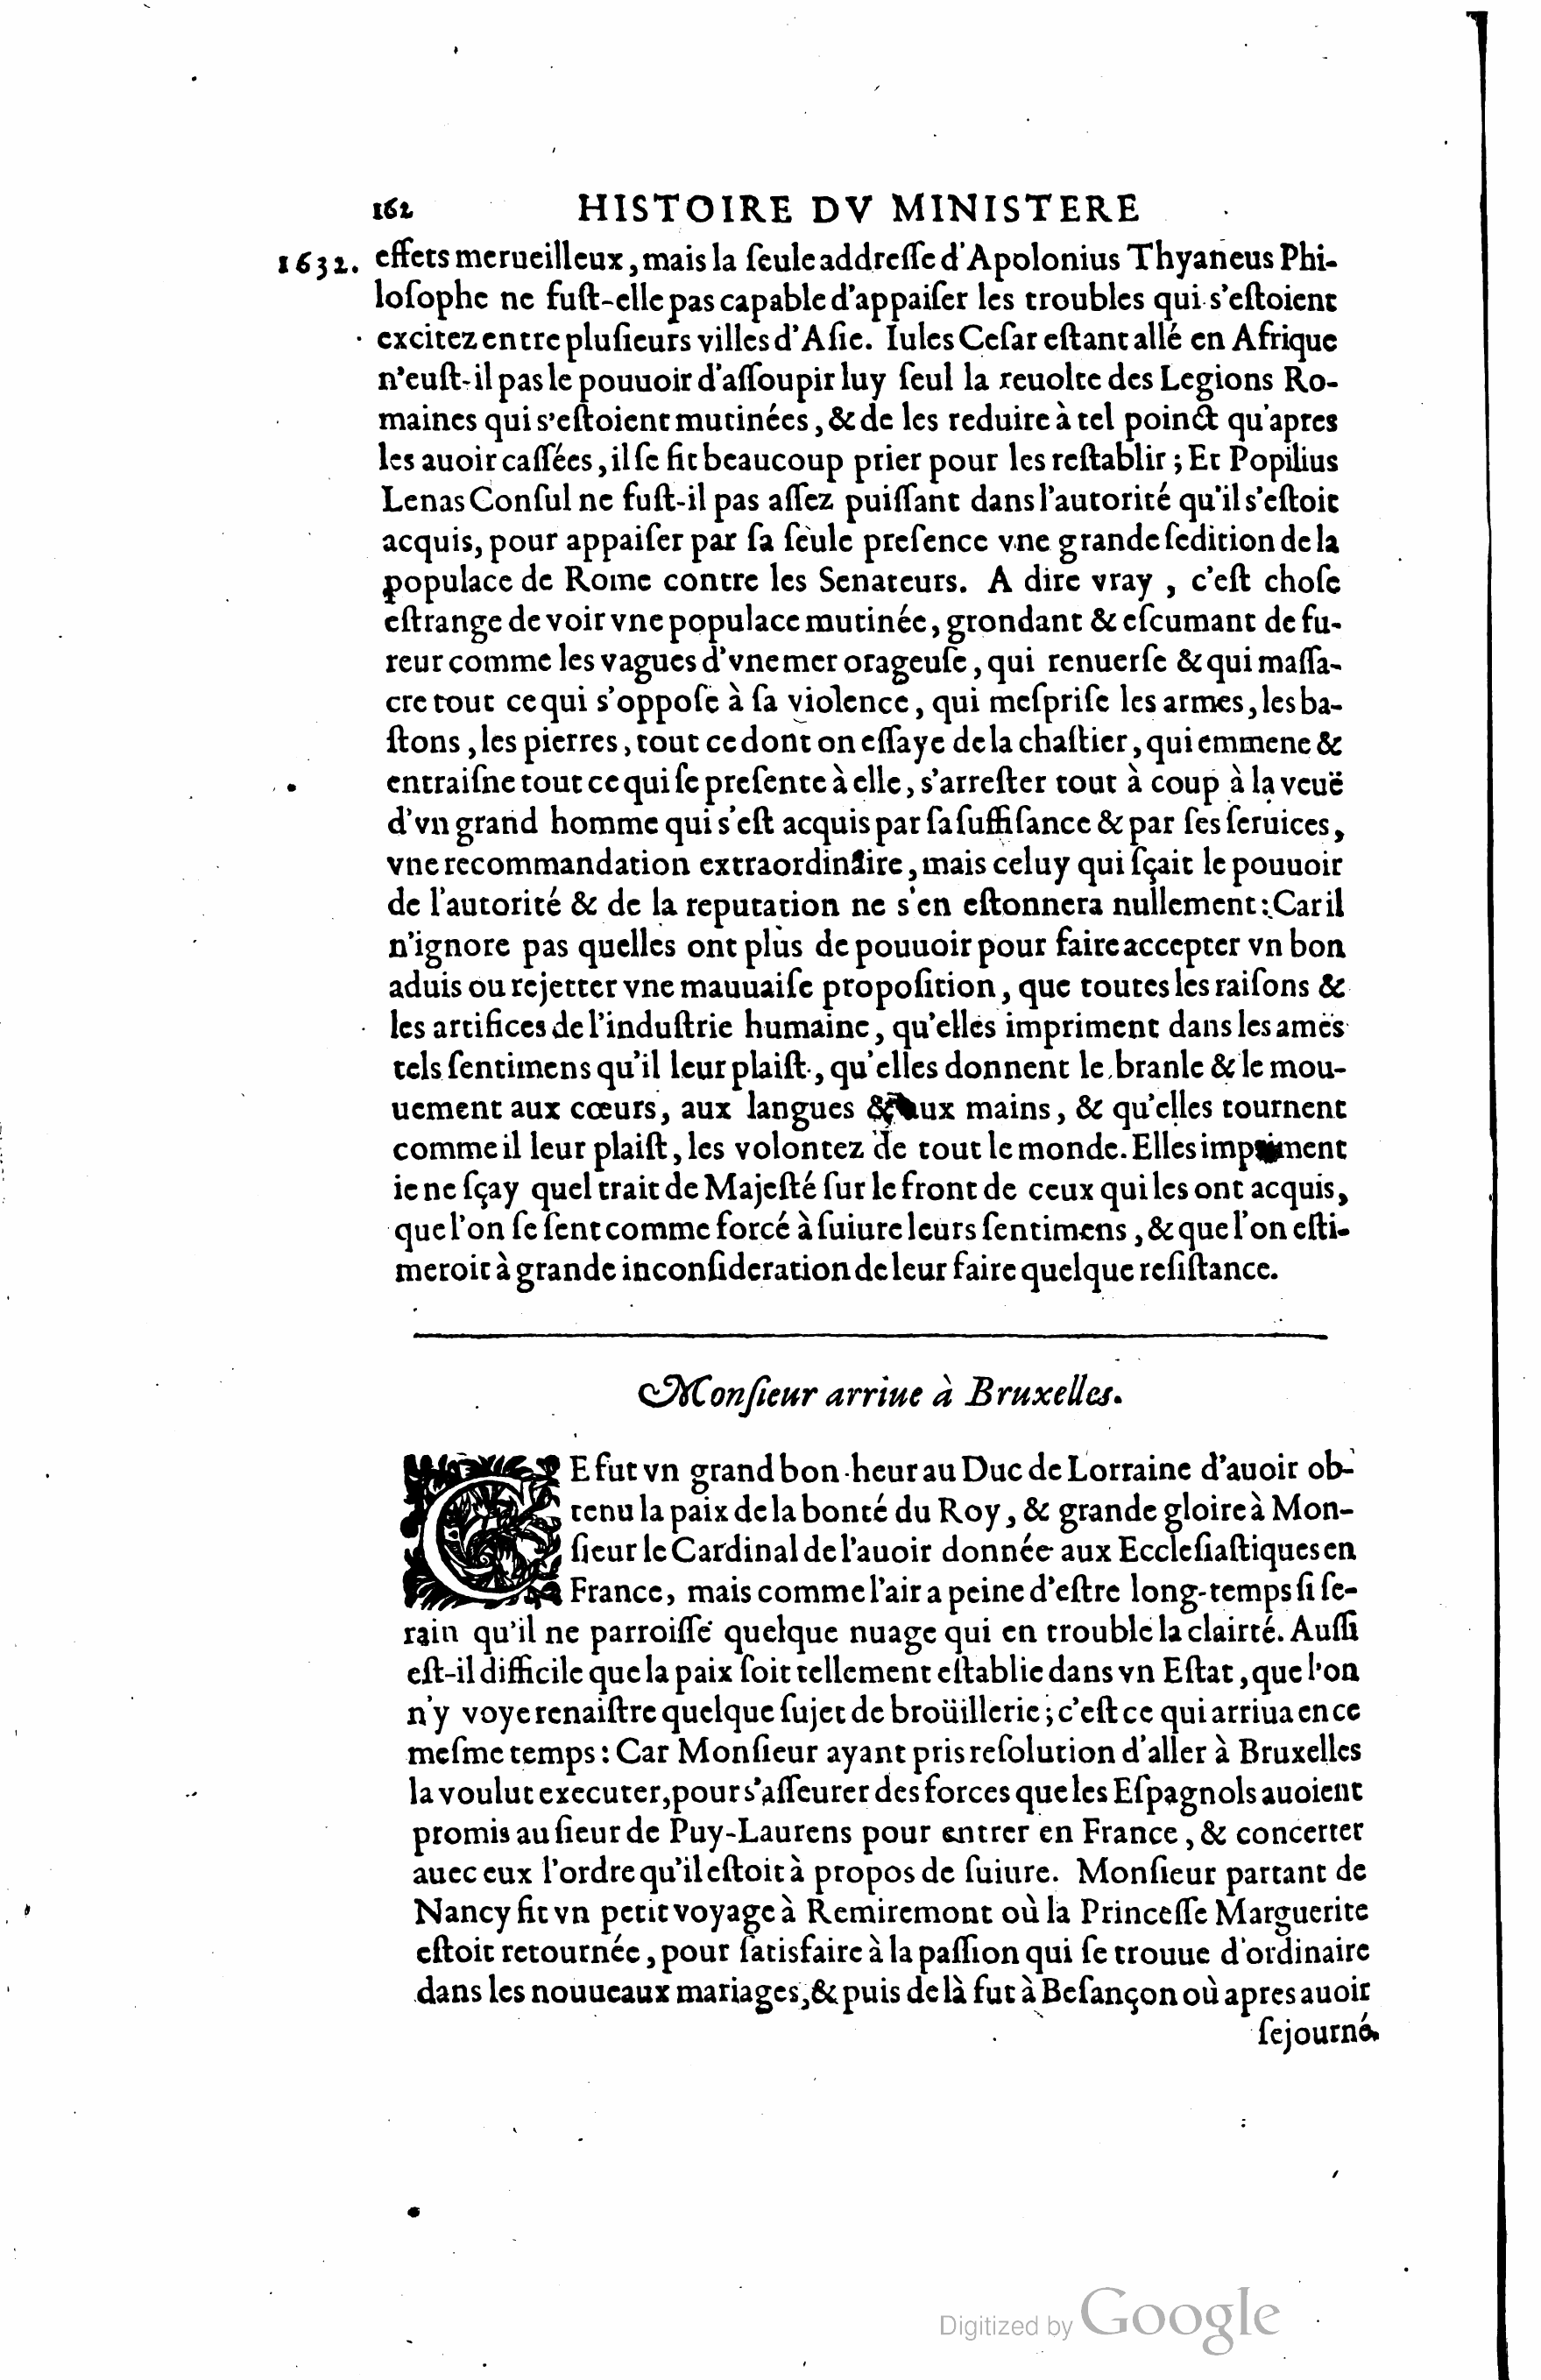 162 HISTOIRE DV MINISTERE
1632. effets merueilleux, mais la ſeule addreſſe d'Apolonius Thyaneus Phi-
loſophe ne fuſt-elle pas capable d'appaiſer les troubles qui s'eſtoient
excitez entre pluſieurs villes d'Aſie. Iules Ceſar eſtant allé en Afrique
n'euſt-il pas le pouuoir d'aſſoupir luy ſeul la reuolte des Legions Ro-
maines qui s'eſtoient mutinées, & de les reduire à tel poinct qu'apres
les auoir caſſées, il ſe fit beaucoup prier pour les reſtablir ; Et Popilius
Lenas Conſul ne fuſt-il pas aſſez puiſſant dans l'autorité qu'il s'eſtoit
acquis, pour appaiſer par ſa ſeule preſence vne grande ſedition de la
populace de Rome contre les Senateurs. A dire vray , c'eſt choſe
eſtrange de voir vne populace mutinée, grondant & eſcumant de fu-
reur comme les vagues d'vne mer orageuſe, qui renuerſe & qui maſſa-
cre tout ce qui s'oppoſe à ſa violence, qui meſpriſe les armes, les ba-
ſtons, les pierres, tout ce dont on eſſaye de la chaſtier, qui emmene &
entraiſne tout ce qui ſe preſente à elle, s'arreſter tout à coup à la veuë
d'vn grand homme qui s'eſt acquis par ſa ſuffiſance & par ſes ſeruices,
vne recommandation extraordinaire, mais celuy qui ſçait le pouuoir
de l'autorité & de la reputation ne s'en eſtonnera nullement : Car il
n'ignore pas quelles ont plus de pouuoir pour faire accepter vn bon
aduis ou rejetter vne mauuaiſe propoſition, que toutes les raiſons &
les artifices de l'induſtrie humaine, qu'elles impriment dans les ames
tels ſentimens qu'il leur plaiſt, qu'elles donnent le branle & le mou-
uement aux cœurs, aux langues & aux mains, & qu'elles tournent
comme il leur plaiſt, les volontez de tout le monde. Elles impriment
ie ne ſçay quel trait de Majeſté ſur le front de ceux qui les ont acquis,
que l'on ſe ſent comme forcé à ſuiure leurs ſentimens, & que l'on eſti-
meroit à grande inconſideration de leur faire quelque reſiſtance.
Monſieur arriue à Bruxelles.
CE fut vn grand bon-heur au Duc de Lorraine d'auoir ob-
tenu la paix de la bonté du Roy, & grande gloire à Mon-
ſieur le Cardinal de l'auoir donnée aux Eccleſiaſtiques en
France, mais comme l'air a peine d'eſtre long-temps ſi ſe-
rain qu'il ne parroiſſe quelque nuage qui en trouble la clairté. Auſſi
eſt-il difficile que la paix ſoit tellement eſtablie dans vn Eſtat, que l'on
n'y voye renaiſtre quelque ſujet de broüillerie ; c'eſt ce qui arriua en ce
meſme temps : Car Monſieur ayant pris reſolution d'aller à Bruxelles
la voulut executer, pour s'aſſeurer des forces que les Eſpagnols auoient
promis au ſieur de Puy-Laurens pour entrer en France, & concerter
auec eux l'ordre qu'il eſtoit à propos de ſuiure. Monſieur partant de
Nancy fit vn petit voyage à Remiremont où la Princeſſe Marguerite
eſtoit retournée, pour ſatisfaire à la paſſion qui ſe trouue d'ordinaire
dans les nouueaux mariages, & puis de là fut à Beſançon où apres auoir
ſejourné
Digitized by Google